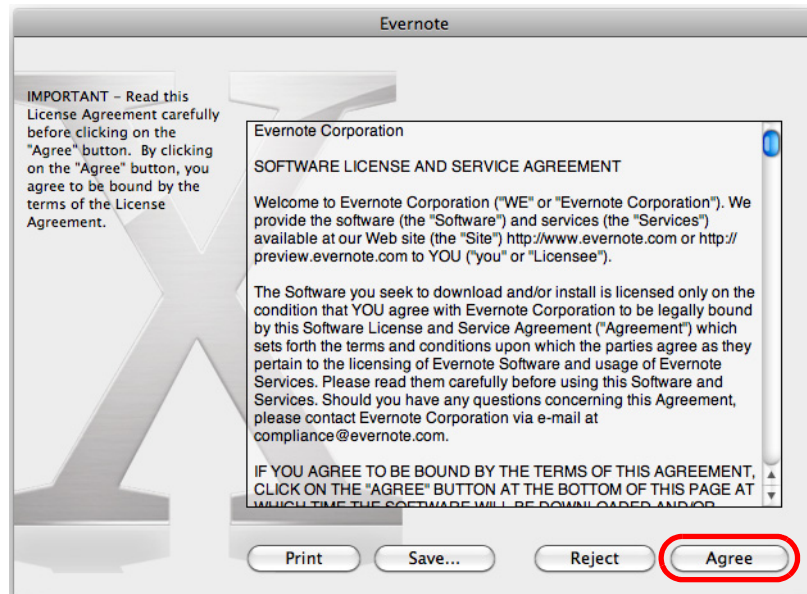 Evernote
IMPORTANT – Read this
License Agreement carefully
before clicking on the
"Agree" button.  By clicking
on the "Agree" button, you
agree to be bound by the
terms of the License
Agreement.
Evernote Corporation
SOFTWARE LICENSE AND SERVICE AGREEMENT
Welcome to Evernote Corporation ("WE" or "Evernote Corporation"). We
provide the software (the "Software") and services (the "Services")
available at our Web site (the "Site") http://www.evernote.com or http://
preview.evernote.com to YOU ("you" or "Licensee").
The Software you seek to download and/or install is licensed only on the
condition that YOU agree with Evernote Corporation to be legally bound
by this Software License and Service Agreement ("Agreement") which
sets forth the terms and conditions upon which the parties agree as they
pertain to the licensing of Evernote Software and usage of Evernote
Services. Please read them carefully before using this Software and
Services. Should you have any questions concerning this Agreement,
please contact Evernote Corporation via e-mail at
compliance@evernote.com.
IF YOU AGREE TO BE BOUND BY THE TERMS OF THIS AGREEMENT,
CLICK ON THE "AGREE" BUTTON AT THE BOTTOM OF THIS PAGE AT
WHICH TIME THE SOFTWARE WILL BE DOWNLOADED AND/OR
Print
Save...
Reject
Agree